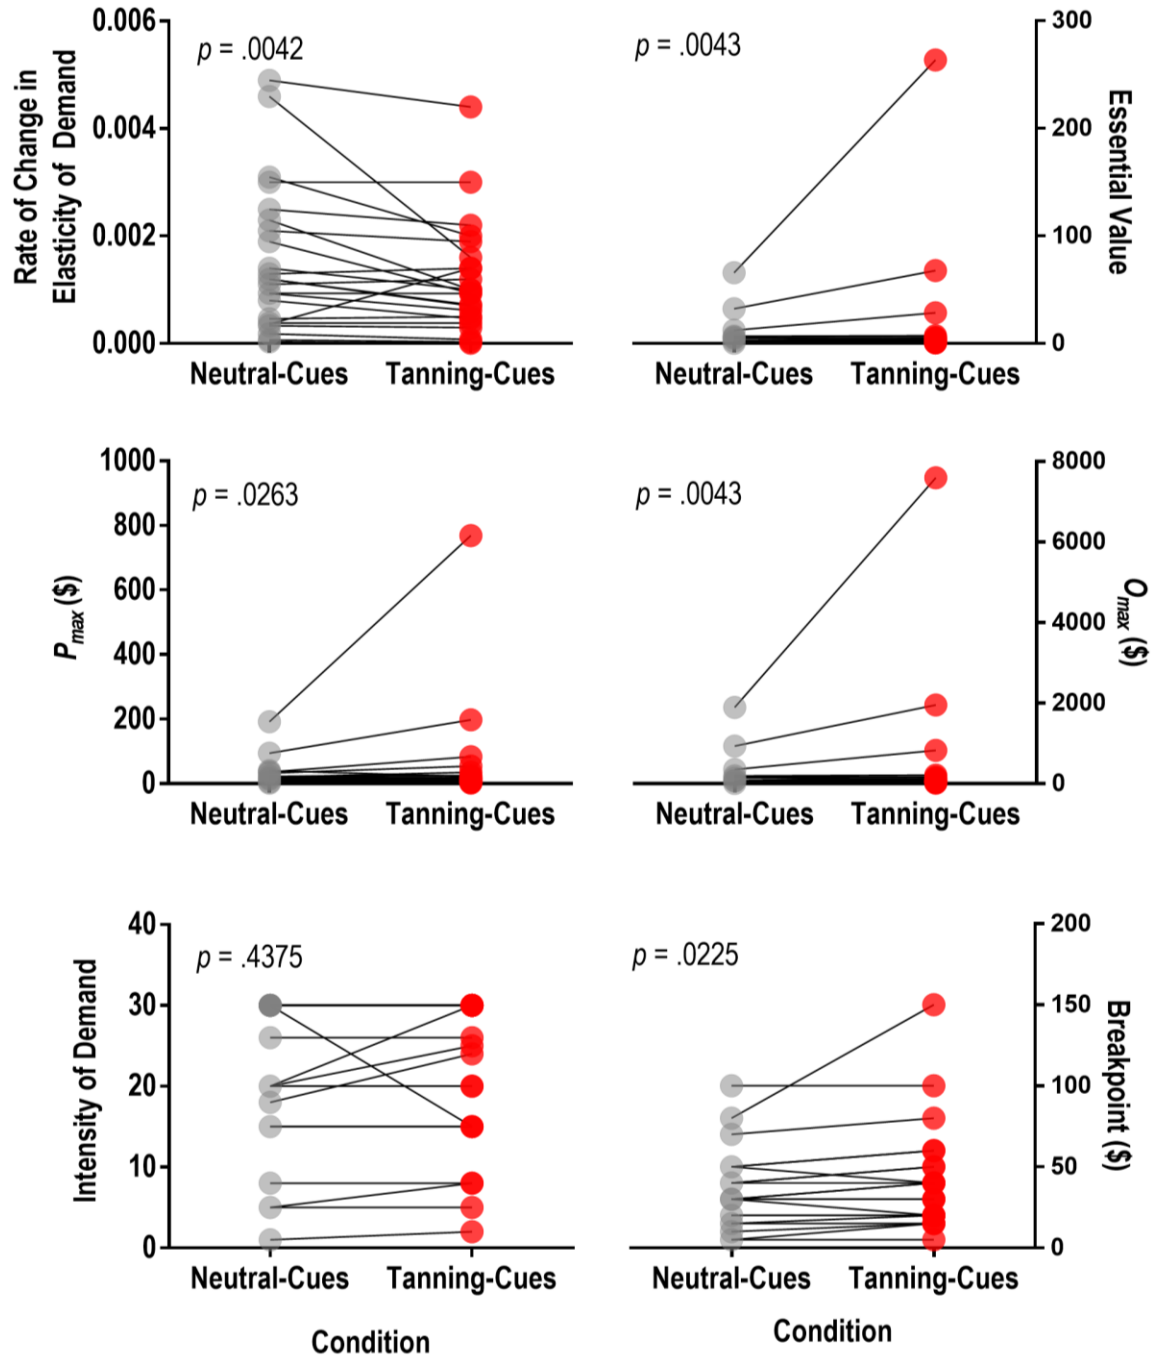 Rate of Change in
Elasticity of Demand
0.006
0.004
0.002
0.000
p = .0042
Neutral-Cues
Tanning-Cues
p = .0043
300
200
100
0
Essential Value
Neutral-Cues
Tanning-Cues
Pmax ($)
1000
800
600
400
200
0
p = .0263
Neutral-Cues
Tanning-Cues
p = .0043
8000
6000
4000
2000
0
Omax ($)
Neutral-Cues
Tanning-Cues
Intensity of Demand
40
30
20
10
0
p = .4375
Neutral-Cues
Tanning-Cues
Condition
p = .0225
200
150
100
50
0
Breakpoint ($)
Neutral-Cues
Tanning-Cues
Condition